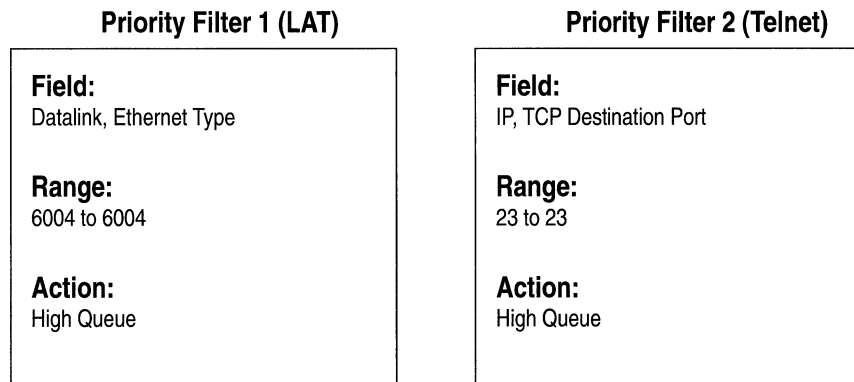 Priority Filter 1 (LAT)
Field:
Datalink, Ethernet Type
Range:
6004 to 6004
Action:
High Queue
Priority Filter 2 (Telnet)
Field:
IP, TCP Destination Port
Range:
23 to 23
Action:
High Queue